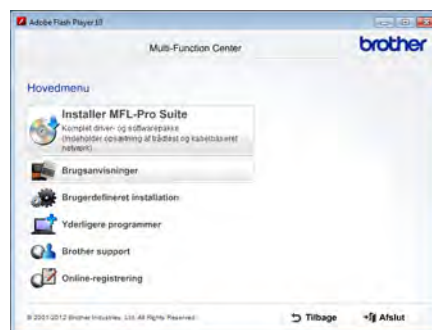 Adobe Flash Player 10
Multi-Function Center
brother
Hovedmenu
Installer MFL-Pro Suite
Komplet driver- og softwarepakke
(Indeholder opsætning af trådløst og kabelbaseret
netværk)
Brugsanvisninger
Brugerdefineret installation
Yderligere programmer
Brother support
Online-registrering
© 2001-2012 Brother Industries, Ltd. All Rights Reserved.
Tilbage
Afslut